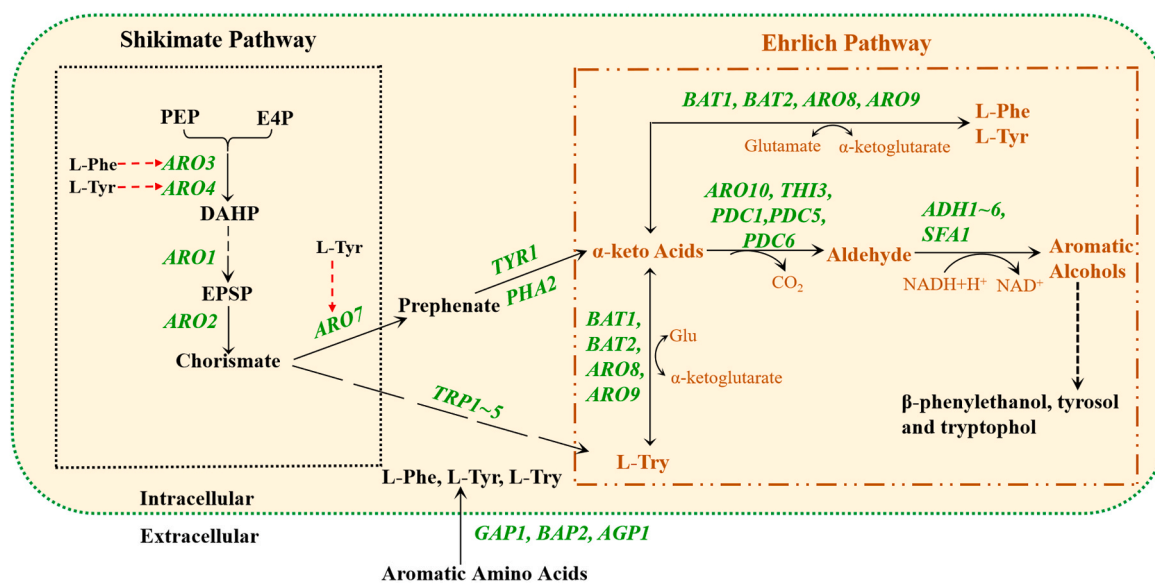 Shikimate Pathway
Ehrlich Pathway
PEP
E4P
L-Phe
ARO3
L-Tyr
ARO4
DAHP
ARO1
EPSP
ARO2
Chorismate
L-Tyr
ARO7
Prephenate
TYR1
PHA2
TRP1~5
BAT1, BAT2, ARO8, ARO9
Glutamate
α-ketoglutarate
L-Phe
L-Tyr
α-keto Acids
ARO10, THI3,
PDC1,PDC5,
PDC6
CO2
Aldehyde
ADH1~6,
SFA1
NADH+H+
NAD+
Aromatic
Alcohols
BAT1,
BAT2,
ARO8,
ARO9
Glu
α-ketoglutarate
L-Try
β-phenylethanol, tyrosol
and tryptophol
L-Phe, L-Tyr, L-Try
Intracellular
Extracellular
GAP1, BAP2, AGP1
Aromatic Amino Acids